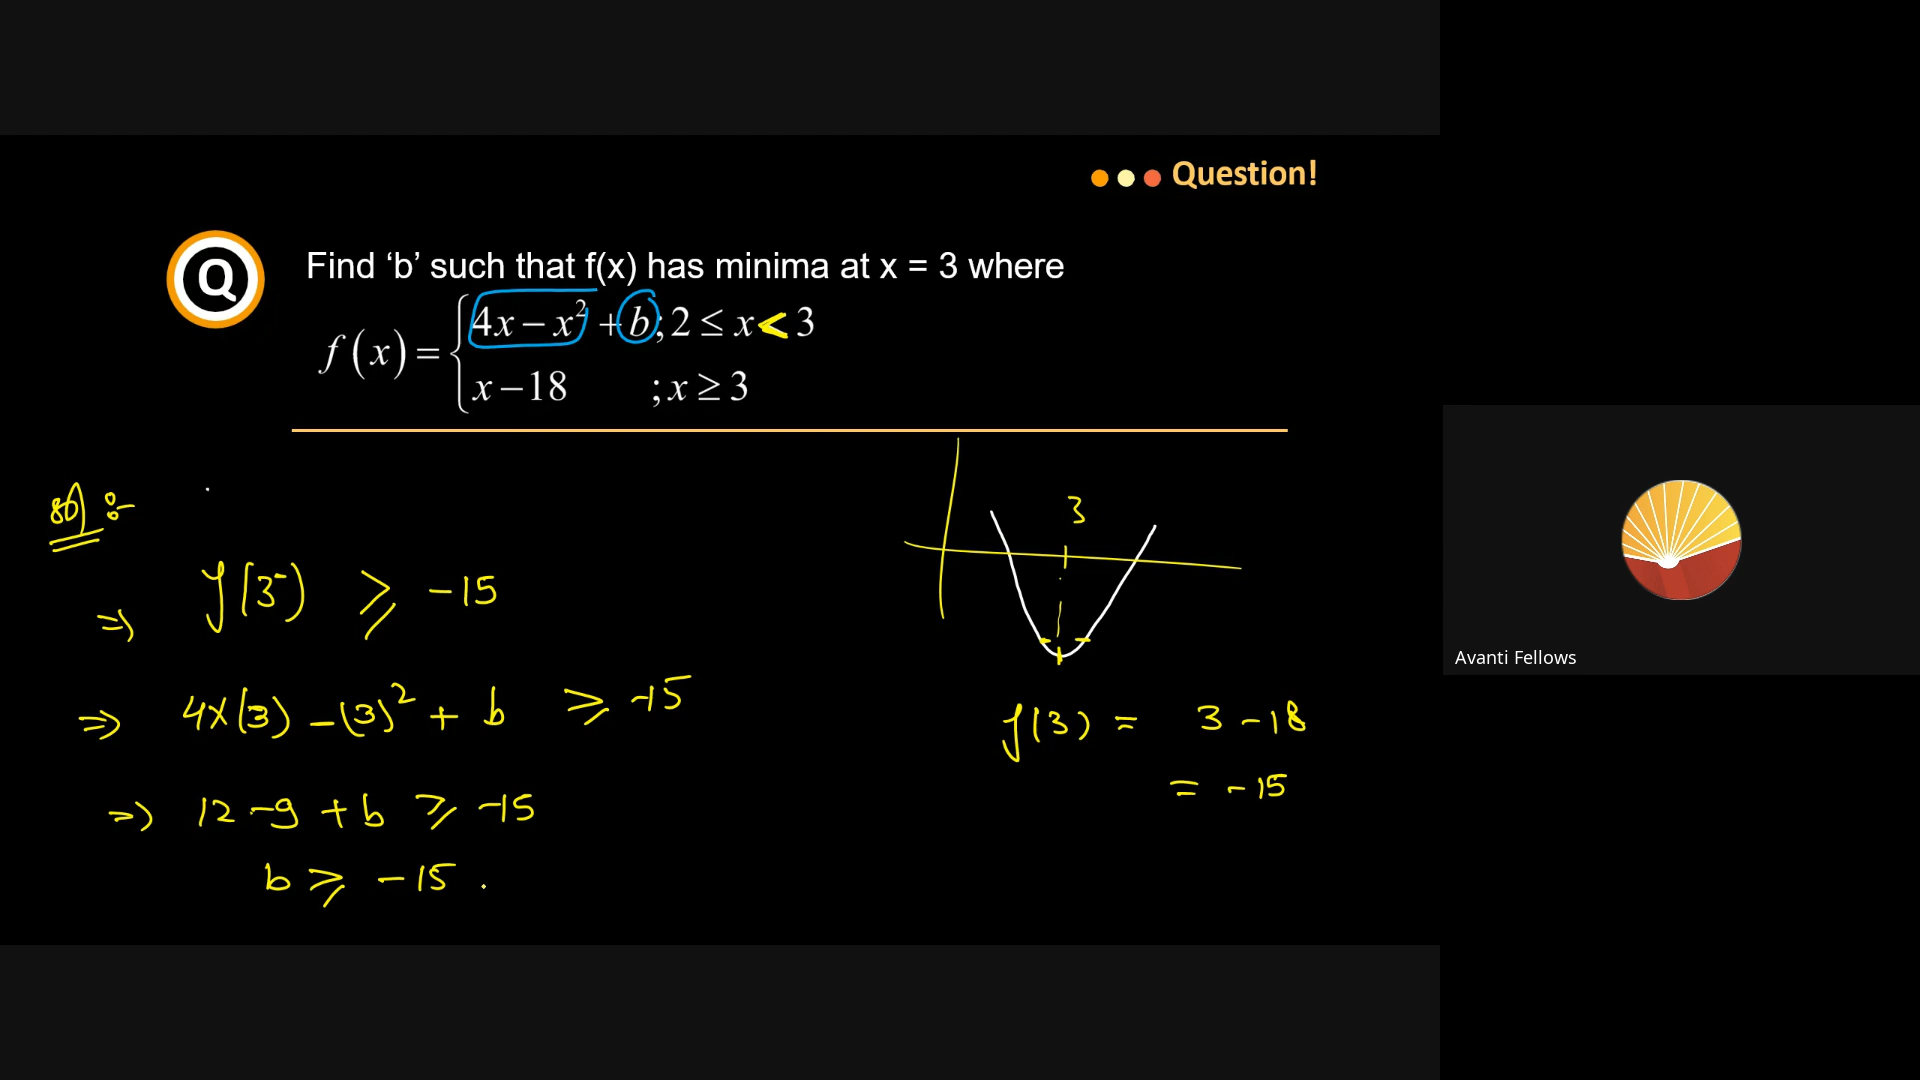 Question!
Q
Find ‘b’ such that f(x) has minima at x = 3 where
f(x) = { 4x − x² + b; 2 ≤ x < 3
x − 18 ; x ≥ 3
Sol :-
3
⇒ f(3⁻) ≥ -15
⇒ 4x(3) - (3)² + b ≥ -15
f(3) = 3 - 18
= -15
⇒ 12 - 9 + b ≥ -15
b ≥ -15 .
Avanti Fellows